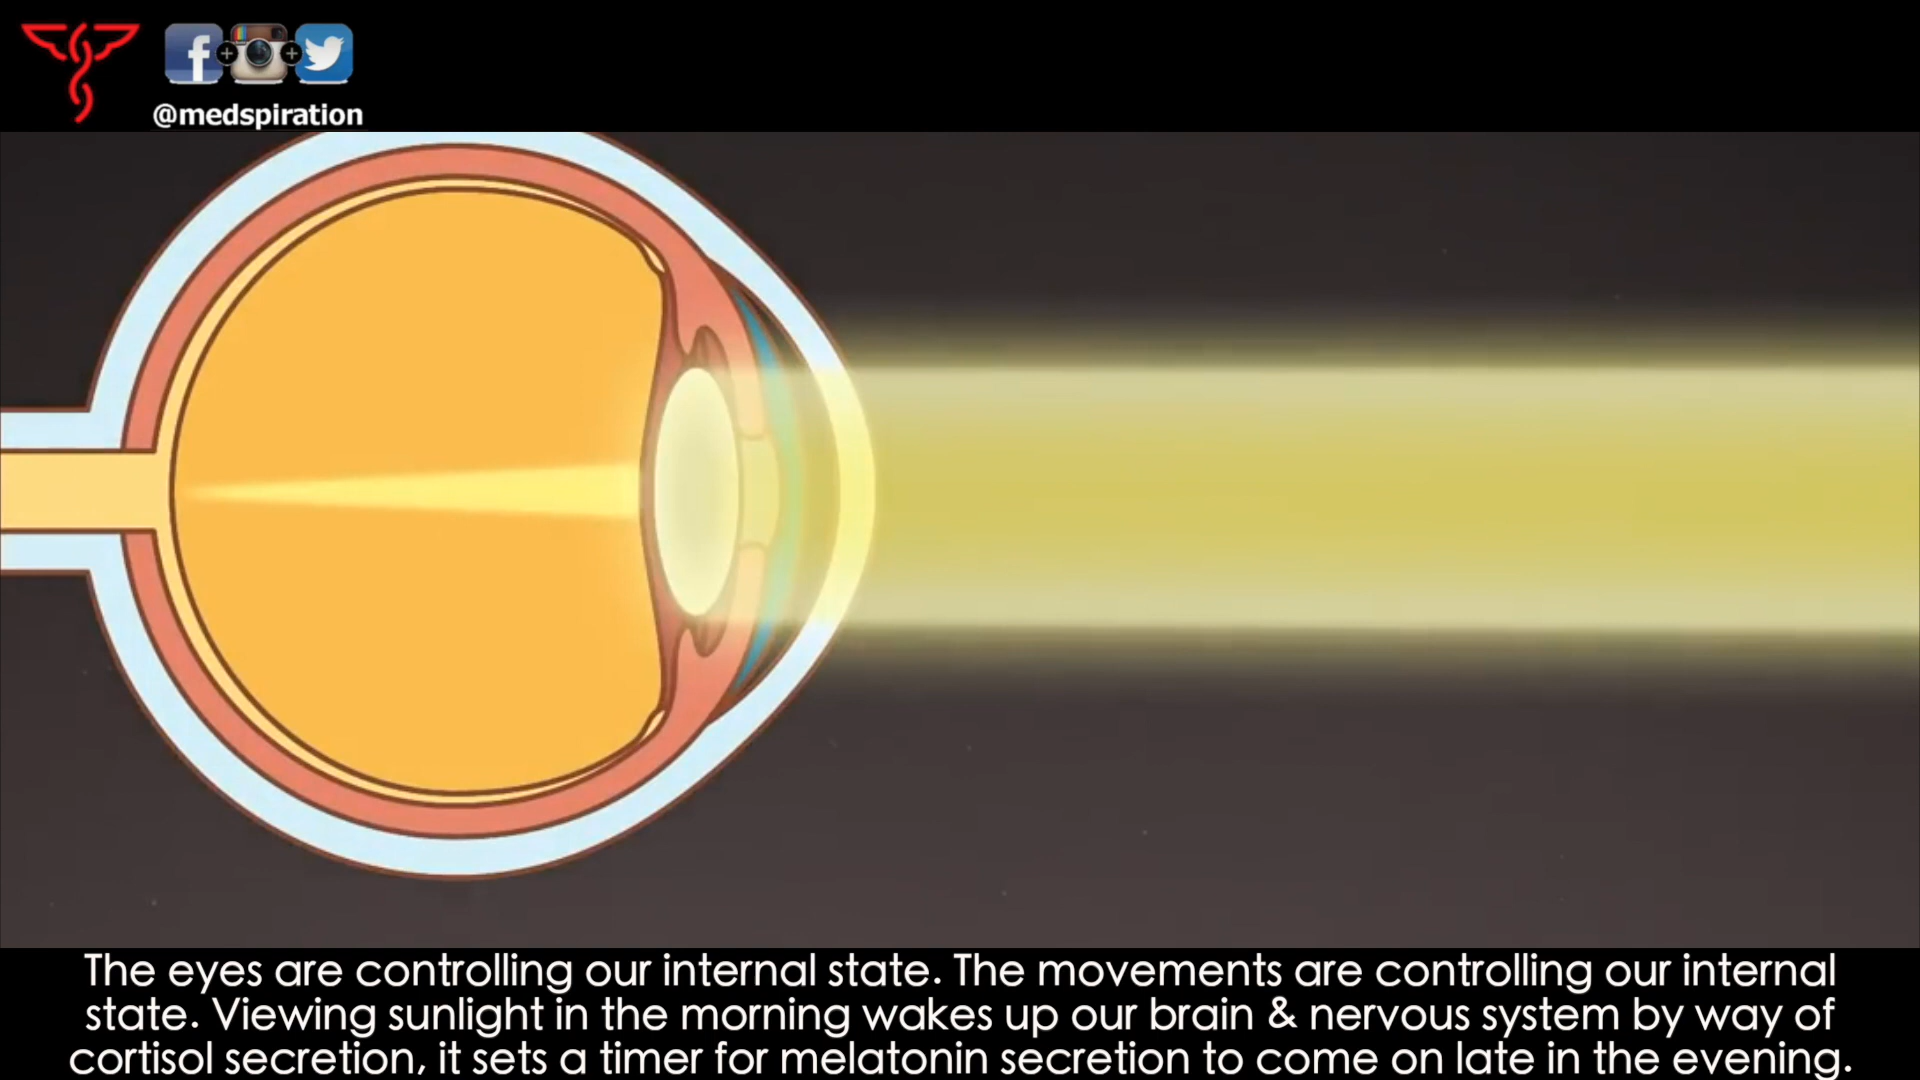 @medspiration
The eyes are controlling our internal state. The movements are controlling our internal
state. Viewing sunlight in the morning wakes up our brain & nervous system by way of
cortisol secretion, it sets a timer for melatonin secretion to come on late in the evening.